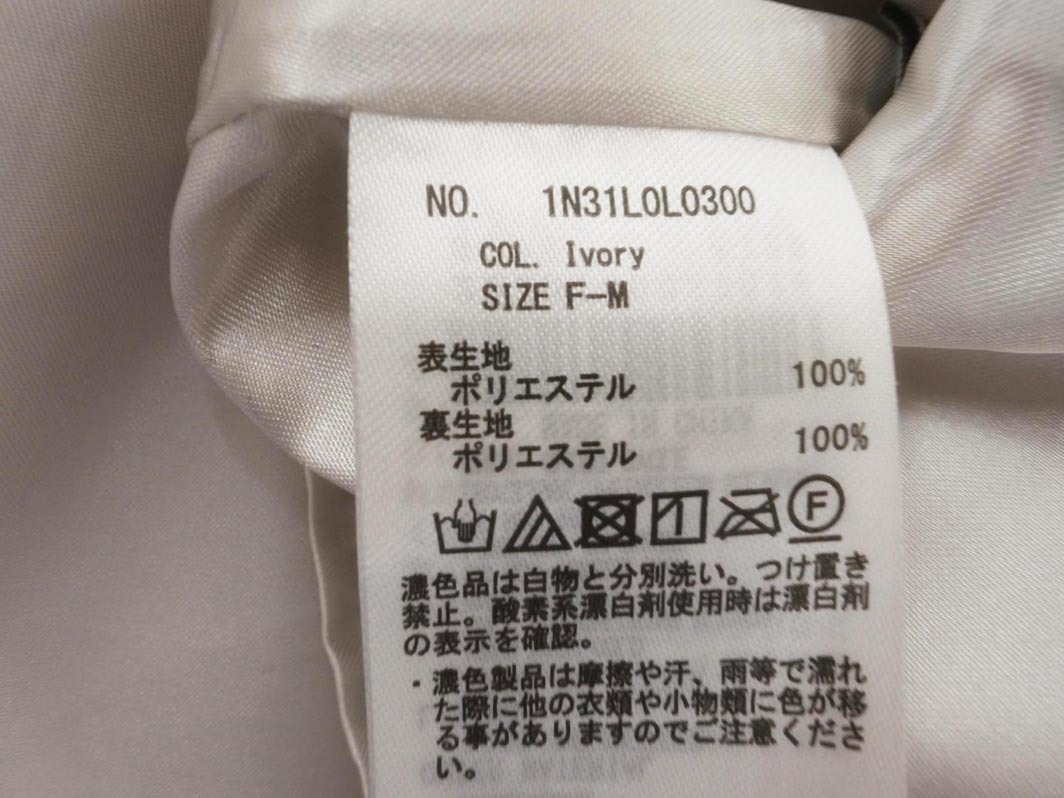 NO. 1N31L0L0300
COL. Ivory
SIZE F-M
表生地
ポリエステル 100%
裏生地
ポリエステル 100%
F
濃色品は白物と分別洗い。つけ置き
禁止。酸素系漂白剤使用時は漂白剤
の表示を確認。
・濃色製品は摩擦や汗、雨等で濡れ
た際に他の衣類や小物類に色が移
る事がありますのでご注意くださ
い。